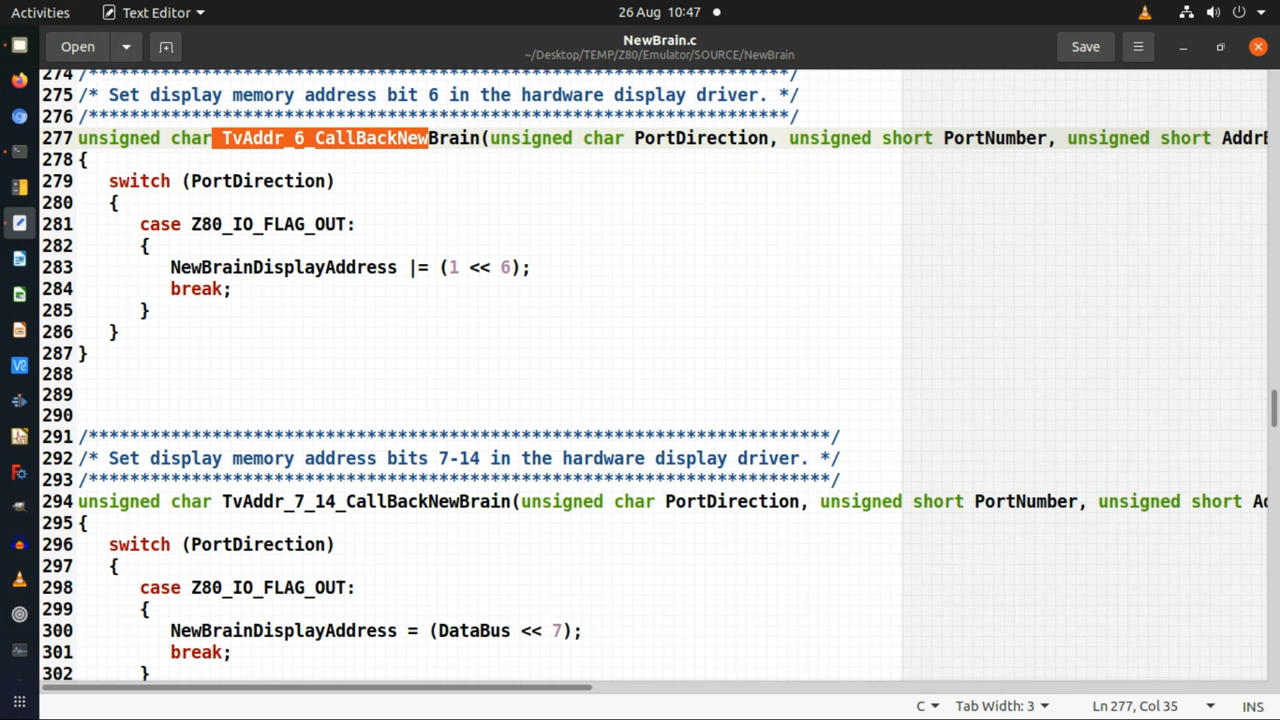 Activities
Text Editor
26 Aug 10:47
Open
NewBrain.c
~/Desktop/TEMP/Z80/Emulator/SOURCE/NewBrain
Save
274 /*********************************************************************/
275 /* Set display memory address bit 6 in the hardware display driver. */
276 /*********************************************************************/
277 unsigned char TvAddr_6_CallBackNewBrain(unsigned char PortDirection, unsigned short PortNumber, unsigned short Addr
278 {
279 switch (PortDirection)
280 {
281 case Z80_IO_FLAG_OUT:
282 {
283 NewBrainDisplayAddress |= (1 << 6);
284 break;
285 }
286 }
287 }
288
289
290
291 /*************************************************************************/
292 /* Set display memory address bits 7-14 in the hardware display driver. */
293 /*************************************************************************/
294 unsigned char TvAddr_7_14_CallBackNewBrain(unsigned char PortDirection, unsigned short PortNumber, unsigned short Ad
295 {
296 switch (PortDirection)
297 {
298 case Z80_IO_FLAG_OUT:
299 {
300 NewBrainDisplayAddress = (DataBus << 7);
301 break;
302 }
C
Tab Width: 3
Ln 277, Col 35
INS